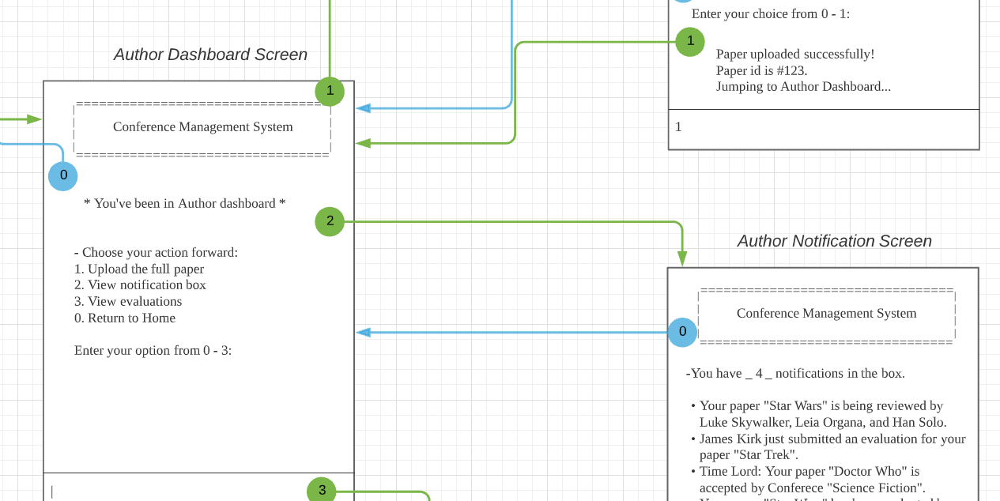 Enter your choice from 0 - 1:
1
Paper uploaded successfully!
Paper id is #123.
Jumping to Author Dashboard...
1
Author Dashboard Screen
1
==================================
Conference Management System
==================================
0
* You've been in Author dashboard *
2
- Choose your action forward:
1. Upload the full paper
2. View notification box
3. View evaluations
0. Return to Home
Enter your option from 0 - 3:
|
3
Author Notification Screen
==================================
Conference Management System
==================================
0
-You have _ 4 _ notifications in the box.
• Your paper "Star Wars" is being reviewed by
Luke Skywalker, Leia Organa, and Han Solo.
• James Kirk just submitted an evaluation for your
paper "Star Trek".
• Time Lord: Your paper "Doctor Who" is
accepted by Conferece "Science Fiction".